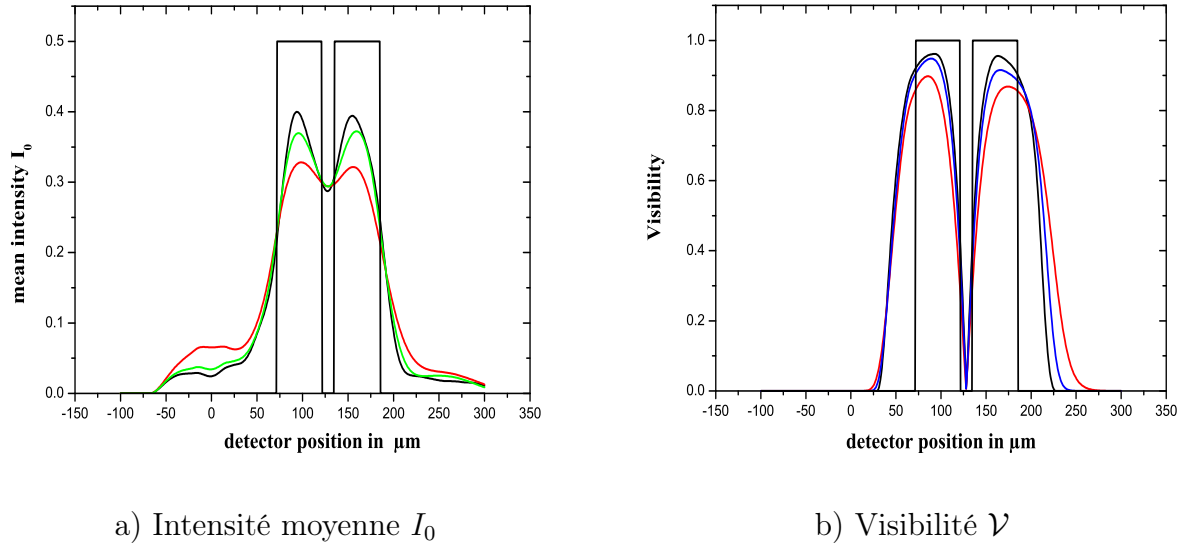 0.5
0.4
0.3
0.2
0.1
0.0
mean intensity I₀
-150 -100 -50 0 50 100 150 200 250 300 350
detector position in µm
1.0
0.8
0.6
0.4
0.2
0.0
Visibility
-150 -100 -50 0 50 100 150 200 250 300 350
detector position in µm
a) Intensité moyenne I₀
b) Visibilité 𝒱